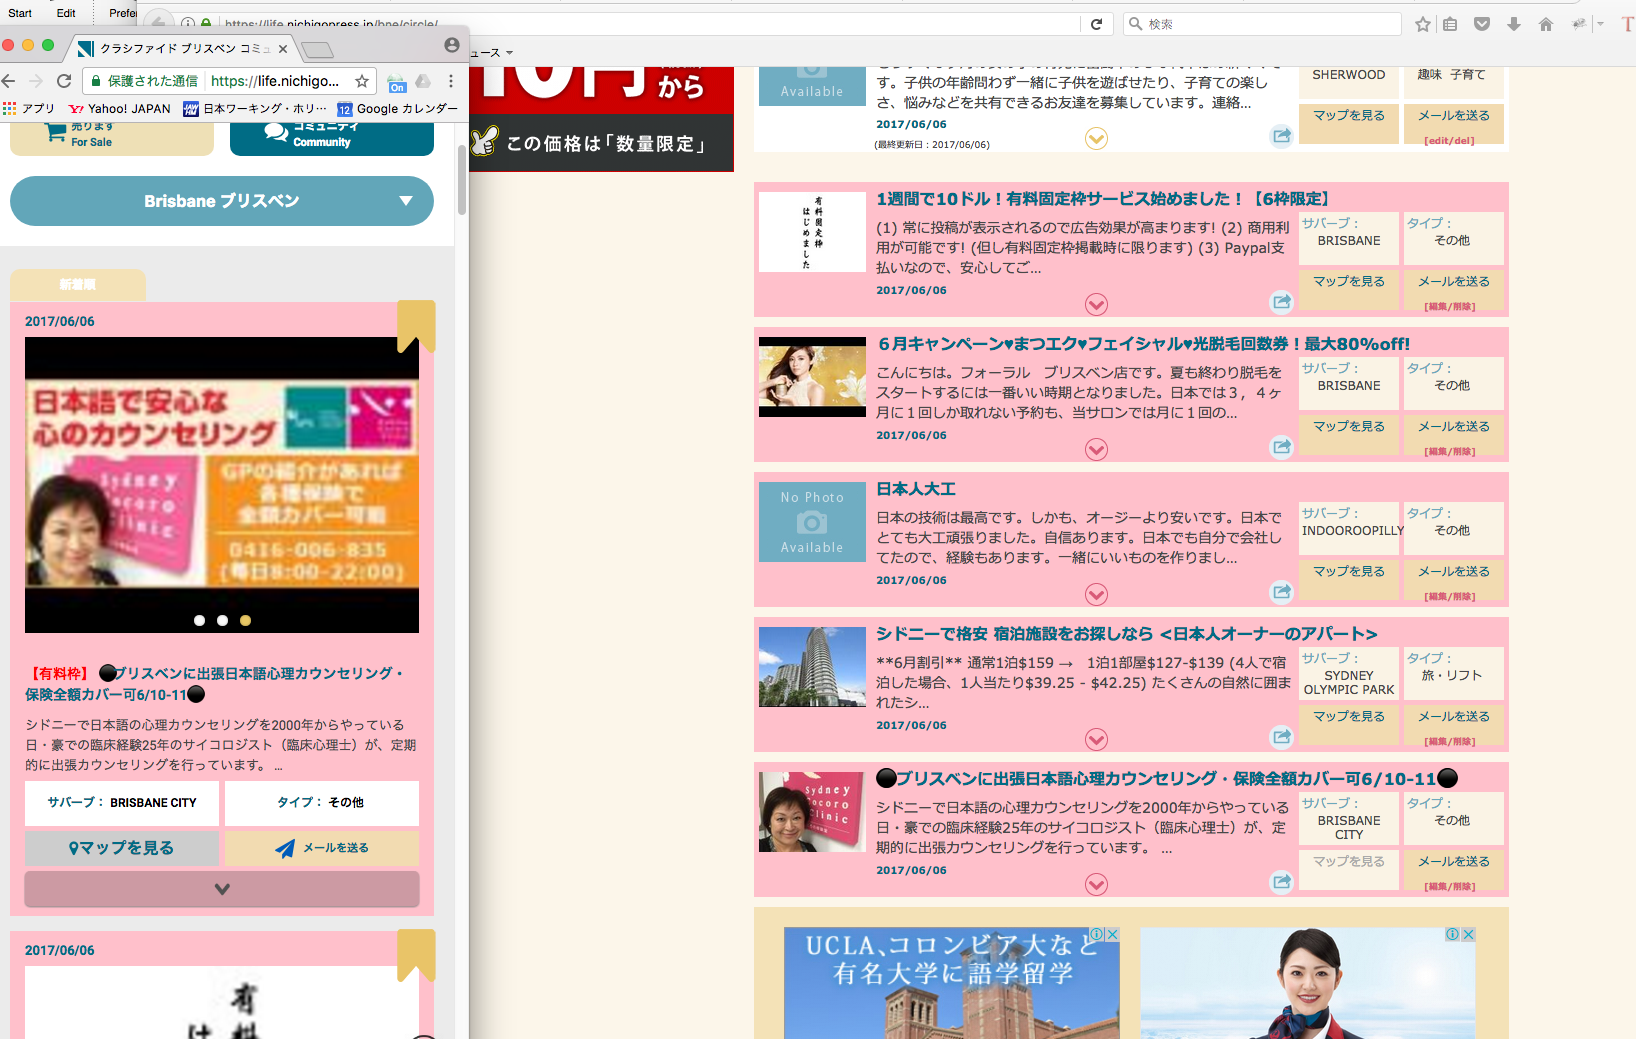 Start Edit Prefer
https://life.nichigopress.jp/bne/circle/
検索
クラシファイド ブリスベン コミュ
ュース
保護された通信 https://life.nichigo...
On
アプリ Yahoo! JAPAN 日本ワーキング・ホリ… 12 Google カレンダー
売ります
For Sale
コミュニティ
Community
Brisbane ブリスベン
新着順
2017/06/06
日本語で安心な
心のカウンセリング
GPの紹介があれば
各種保険で
全額カバー可能
0416-006-835
(毎日8:00-22:00)
Sydney
Cocoro
Clinic
【有料枠】 ●ブリスベンに出張日本語心理カウンセリング・
保険全額カバー可6/10-11●
シドニーで日本語の心理カウンセリングを2000年からやっている
日・豪での臨床経験25年のサイコロジスト（臨床心理士）が、定期
的に出張カウンセリングを行っています。 ...
サバーブ： BRISBANE CITY
タイプ： その他
マップを見る
メールを送る
2017/06/06
有料
は
から
この価格は「数量限定」
Available
す。子供の年齢問わず一緒に子供を遊ばせたり、子育ての楽し
さ、悩みなどを共有できるお友達を募集しています。連絡...
2017/06/06
(最終更新日：2017/06/06)
SHERWOOD
趣味 子育て
マップを見る
メールを送る
[edit/del]
有料固定枠
はじめました
1週間で10ドル！有料固定枠サービス始めました！【6枠限定】
(1) 常に投稿が表示されるので広告効果が高まります! (2) 商用利
用が可能です! (但し有料固定枠掲載時に限ります) (3) Paypal支
払いなので、安心してご...
2017/06/06
サバーブ：
BRISBANE
タイプ：
その他
マップを見る
メールを送る
[編集/削除]
６月キャンペーン♥まつエク♥フェイシャル♥光脱毛回数券！最大80%off!
こんにちは。フォーラル　ブリスベン店です。夏も終わり脱毛を
スタートするには一番いい時期となりました。日本では３，４ヶ
月に１回しか取れない予約も、当サロンでは月に１回の...
2017/06/06
サバーブ：
BRISBANE
タイプ：
その他
マップを見る
メールを送る
[編集/削除]
No Photo
Available
日本人大工
日本の技術は最高です。しかも、オージーより安いです。日本で
とても大工頑張りました。自信あります。日本でも自分で会社し
てたので、経験もあります。一緒にいいものを作りまし...
2017/06/06
サバーブ：
INDOOROOPILLY
タイプ：
その他
マップを見る
メールを送る
[編集/削除]
シドニーで格安 宿泊施設をお探しなら <日本人オーナーのアパート>
**6月割引** 通常1泊$159 →　1泊1部屋$127-$139 (4人で宿
泊した場合、1人当たり$39.25 - $42.25) たくさんの自然に囲ま
れたシ...
2017/06/06
サバーブ：
SYDNEY
OLYMPIC PARK
タイプ：
旅・リフト
マップを見る
メールを送る
[編集/削除]
Sydney
Cocoro
Clinic
●ブリスベンに出張日本語心理カウンセリング・保険全額カバー可6/10-11●
シドニーで日本語の心理カウンセリングを2000年からやっている
日・豪での臨床経験25年のサイコロジスト（臨床心理士）が、定
期的に出張カウンセリングを行っています。 ...
2017/06/06
サバーブ：
BRISBANE
CITY
タイプ：
その他
マップを見る
メールを送る
[編集/削除]
UCLA､コロンビア大など
有名大学に語学留学